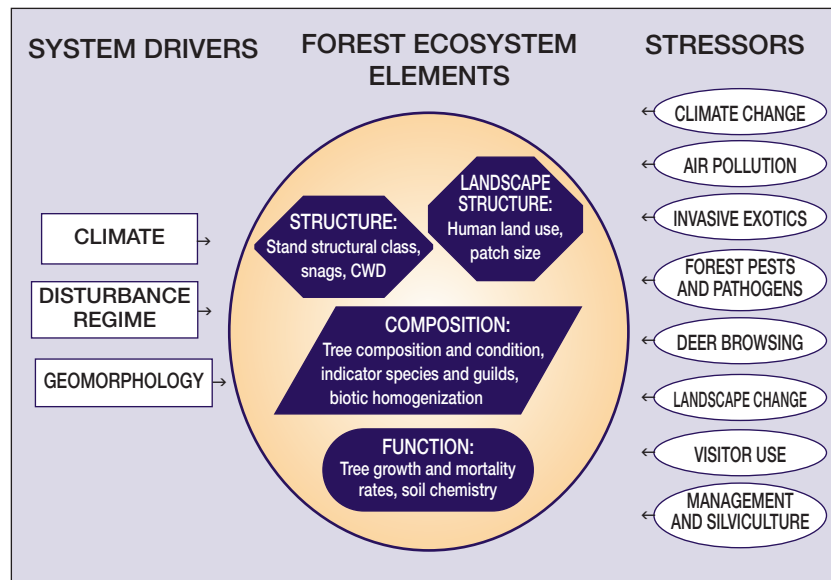 SYSTEM DRIVERS
FOREST ECOSYSTEM
ELEMENTS
STRESSORS
CLIMATE
DISTURBANCE
REGIME
GEOMORPHOLOGY
STRUCTURE:
Stand structural class,
snags, CWD
LANDSCAPE
STRUCTURE:
Human land use,
patch size
COMPOSITION:
Tree composition and condition,
indicator species and guilds,
biotic homogenization
FUNCTION:
Tree growth and mortality
rates, soil chemistry
CLIMATE CHANGE
AIR POLLUTION
INVASIVE EXOTICS
FOREST PESTS
AND PATHOGENS
DEER BROWSING
LANDSCAPE CHANGE
VISITOR USE
MANAGEMENT
AND SILVICULTURE